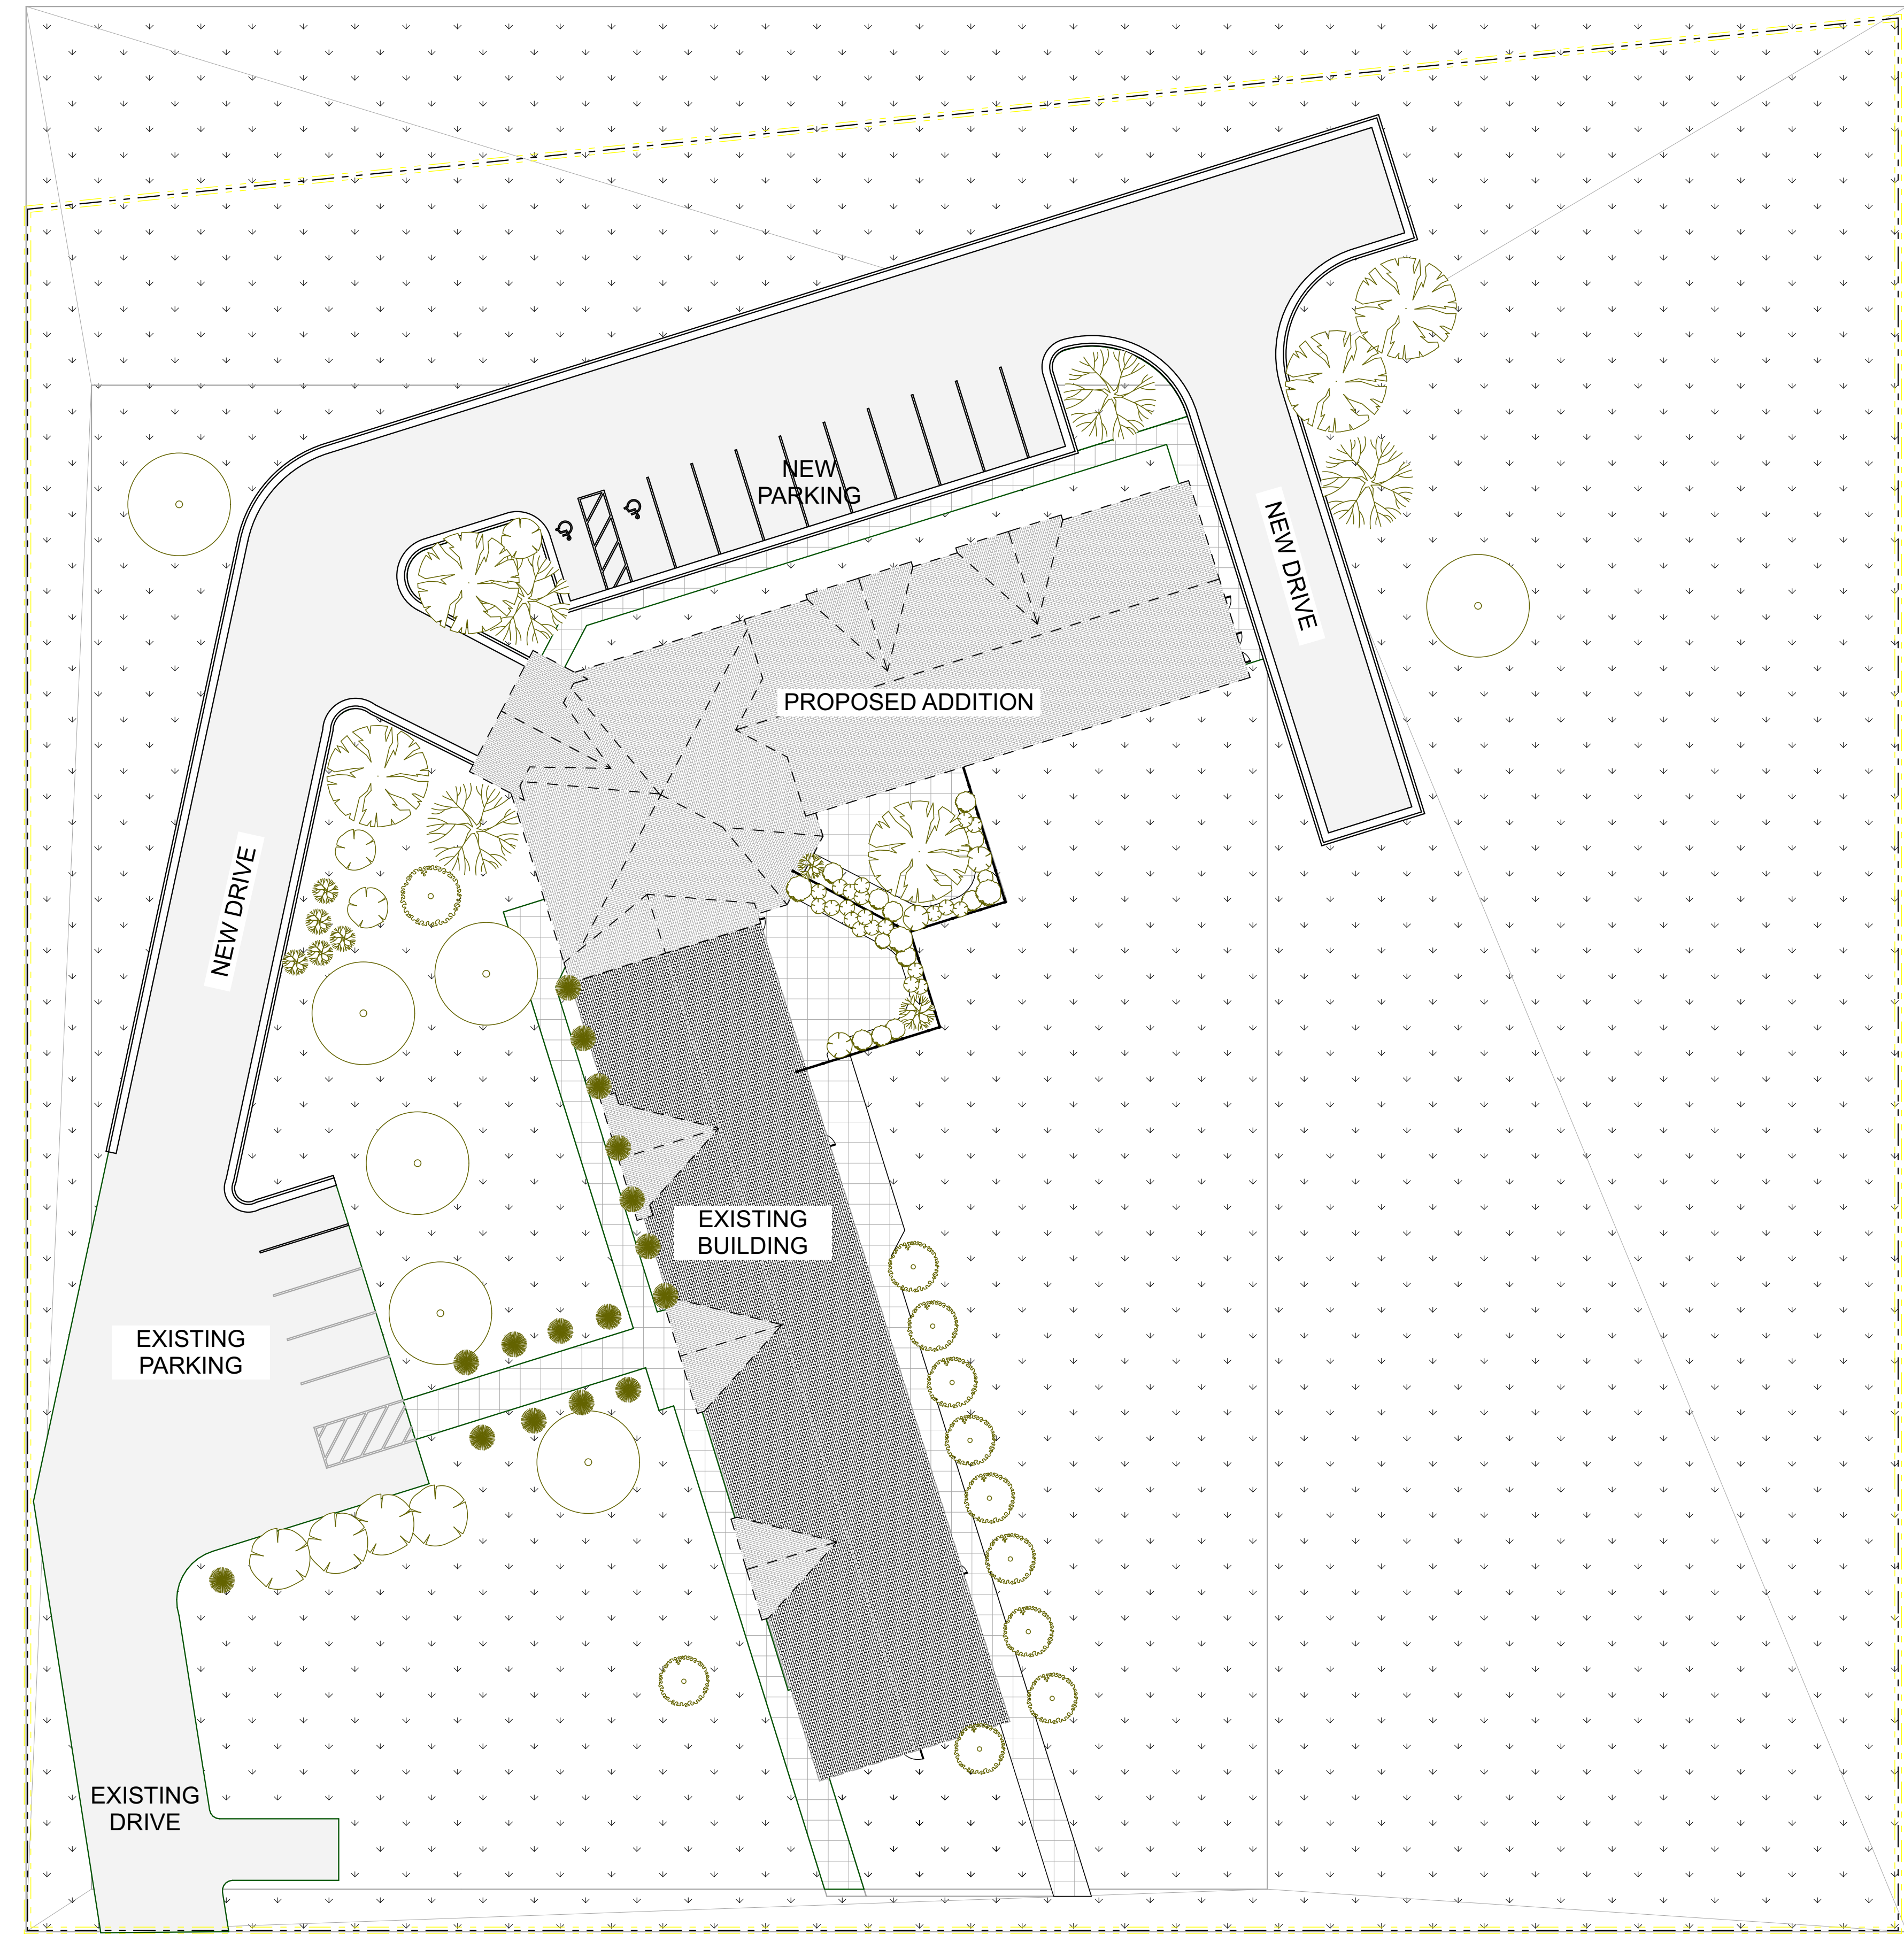 NEW
PARKING
NEW DRIVE
PROPOSED ADDITION
NEW DRIVE
EXISTING
BUILDING
EXISTING
PARKING
EXISTING
DRIVE